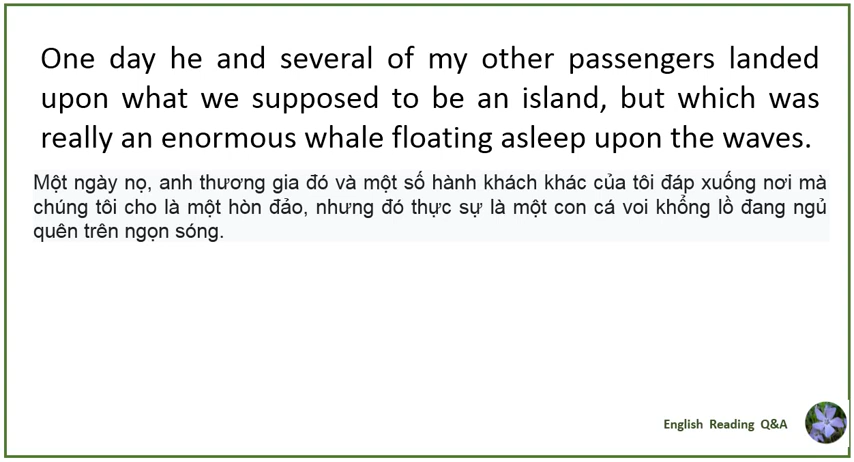 One day he and several of my other passengers landed
upon what we supposed to be an island, but which was
really an enormous whale floating asleep upon the waves.
Một ngày nọ, anh thương gia đó và một số hành khách khác của tôi đáp xuống nơi mà
chúng tôi cho là một hòn đảo, nhưng đó thực sự là một con cá voi khổng lồ đang ngủ
quên trên ngọn sóng.
English Reading Q&A